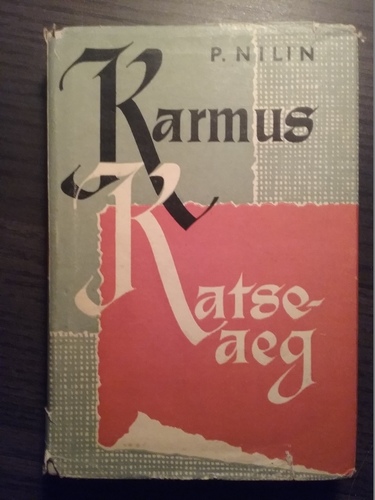 P. NILIN
Karmus
Katse-
aeg